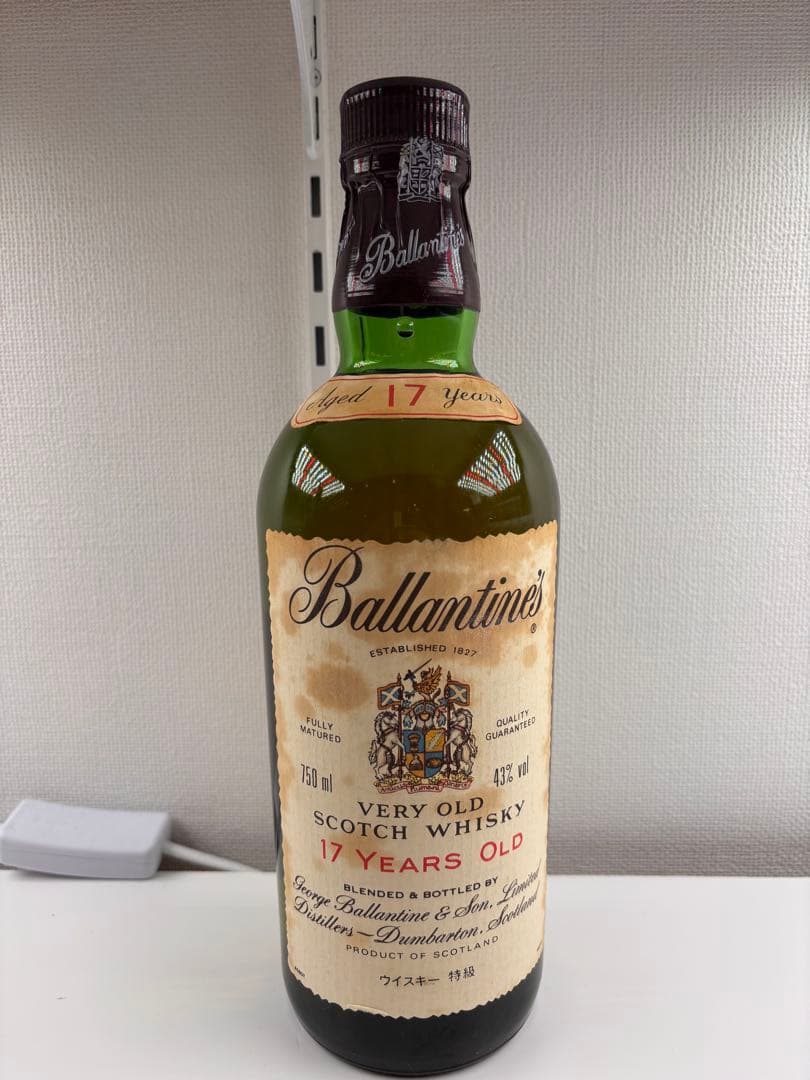 Ballantine's
Aged 17 Years
Ballantine's
®
ESTABLISHED 1827
FULLY
MATURED
QUALITY
GUARANTEED
750 ml
43% vol
VERY OLD
SCOTCH WHISKY
17 YEARS OLD
BLENDED & BOTTLED BY
George Ballantine & Son, Limited
Distillers—Dumbarton, Scotland
PRODUCT OF SCOTLAND
ウイスキー 特級